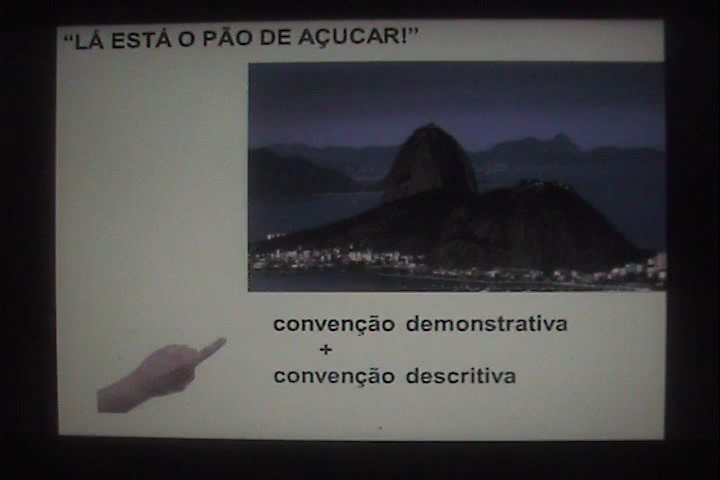 “LÁ ESTÁ O PÃO DE AÇUCAR!”
convenção demonstrativa
+
convenção descritiva